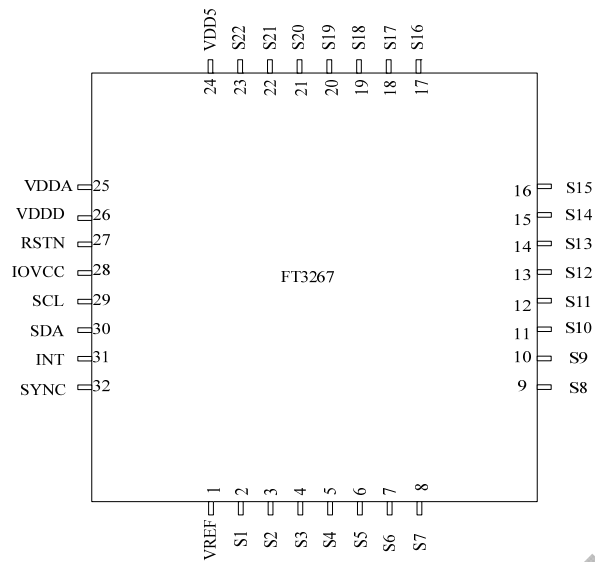 VDD5 S22 S21 S20 S19 S18 S17 S16
24 23 22 21 20 19 18 17
VDDA 25 16 S15
VDDD 26 15 S14
RSTN 27 14 S13
IOVCC 28 13 S12
FT3267
SCL 29 12 S11
SDA 30 11 S10
INT 31 10 S9
SYNC 32 9 S8
1 2 3 4 5 6 7 8
VREF S1 S2 S3 S4 S5 S6 S7